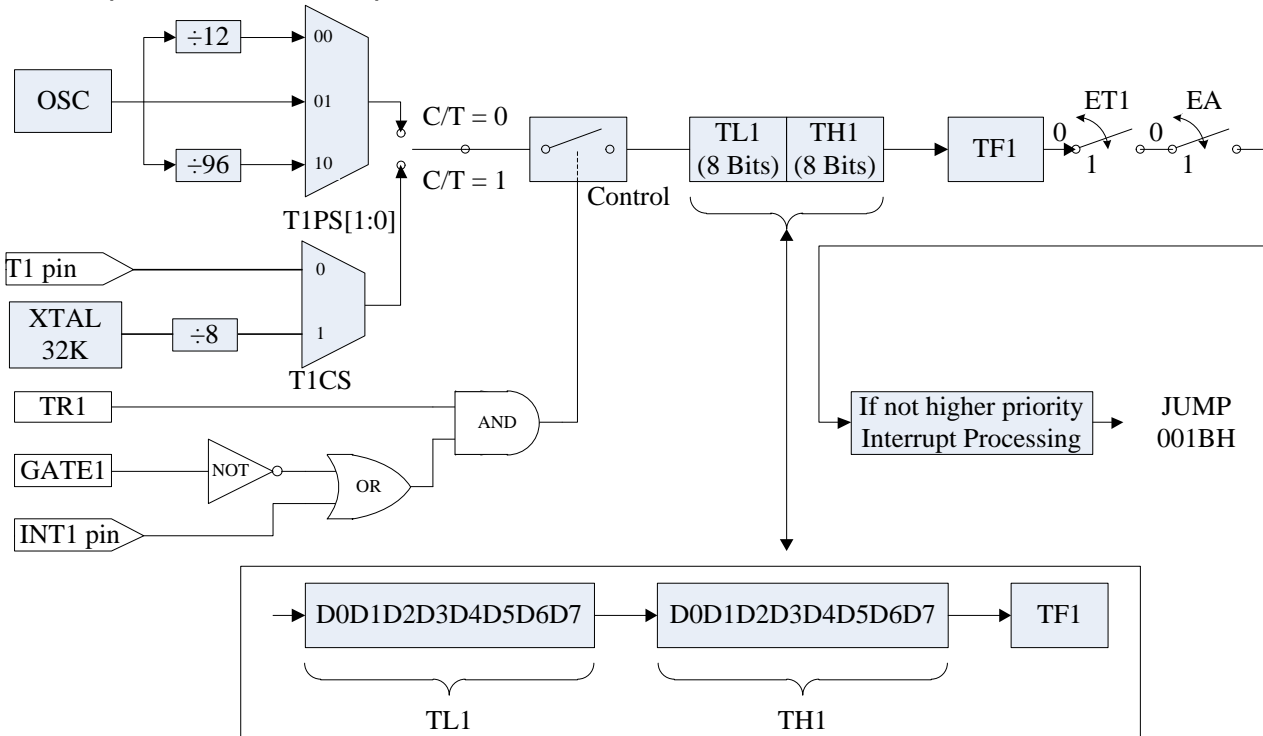 ÷12
00
OSC
01
÷96
10
T1PS[1:0]
C/T = 0
C/T = 1
Control
TL1
(8 Bits)
TH1
(8 Bits)
TF1
ET1
0
1
EA
0
1
T1 pin
0
XTAL
32K
÷8
1
T1CS
TR1
AND
GATE1
NOT
OR
INT1 pin
If not higher priority
Interrupt Processing
JUMP
001BH
D0D1D2D3D4D5D6D7
D0D1D2D3D4D5D6D7
TF1
TL1
TH1